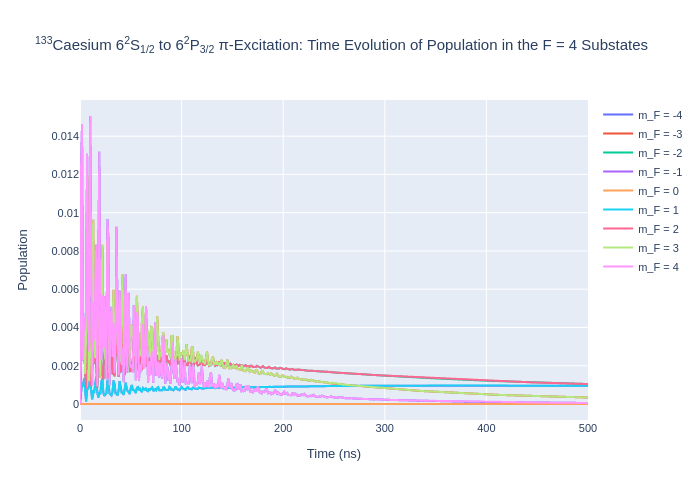 ¹³³Caesium 6²S₁/₂ to 6²P₃/₂ π-Excitation: Time Evolution of Population in the F = 4 Substates
m_F = -4
m_F = -3
m_F = -2
m_F = -1
m_F = 0
m_F = 1
m_F = 2
m_F = 3
m_F = 4
0.014
0.012
0.01
0.008
0.006
0.004
0.002
0
Population
0 100 200 300 400 500
Time (ns)